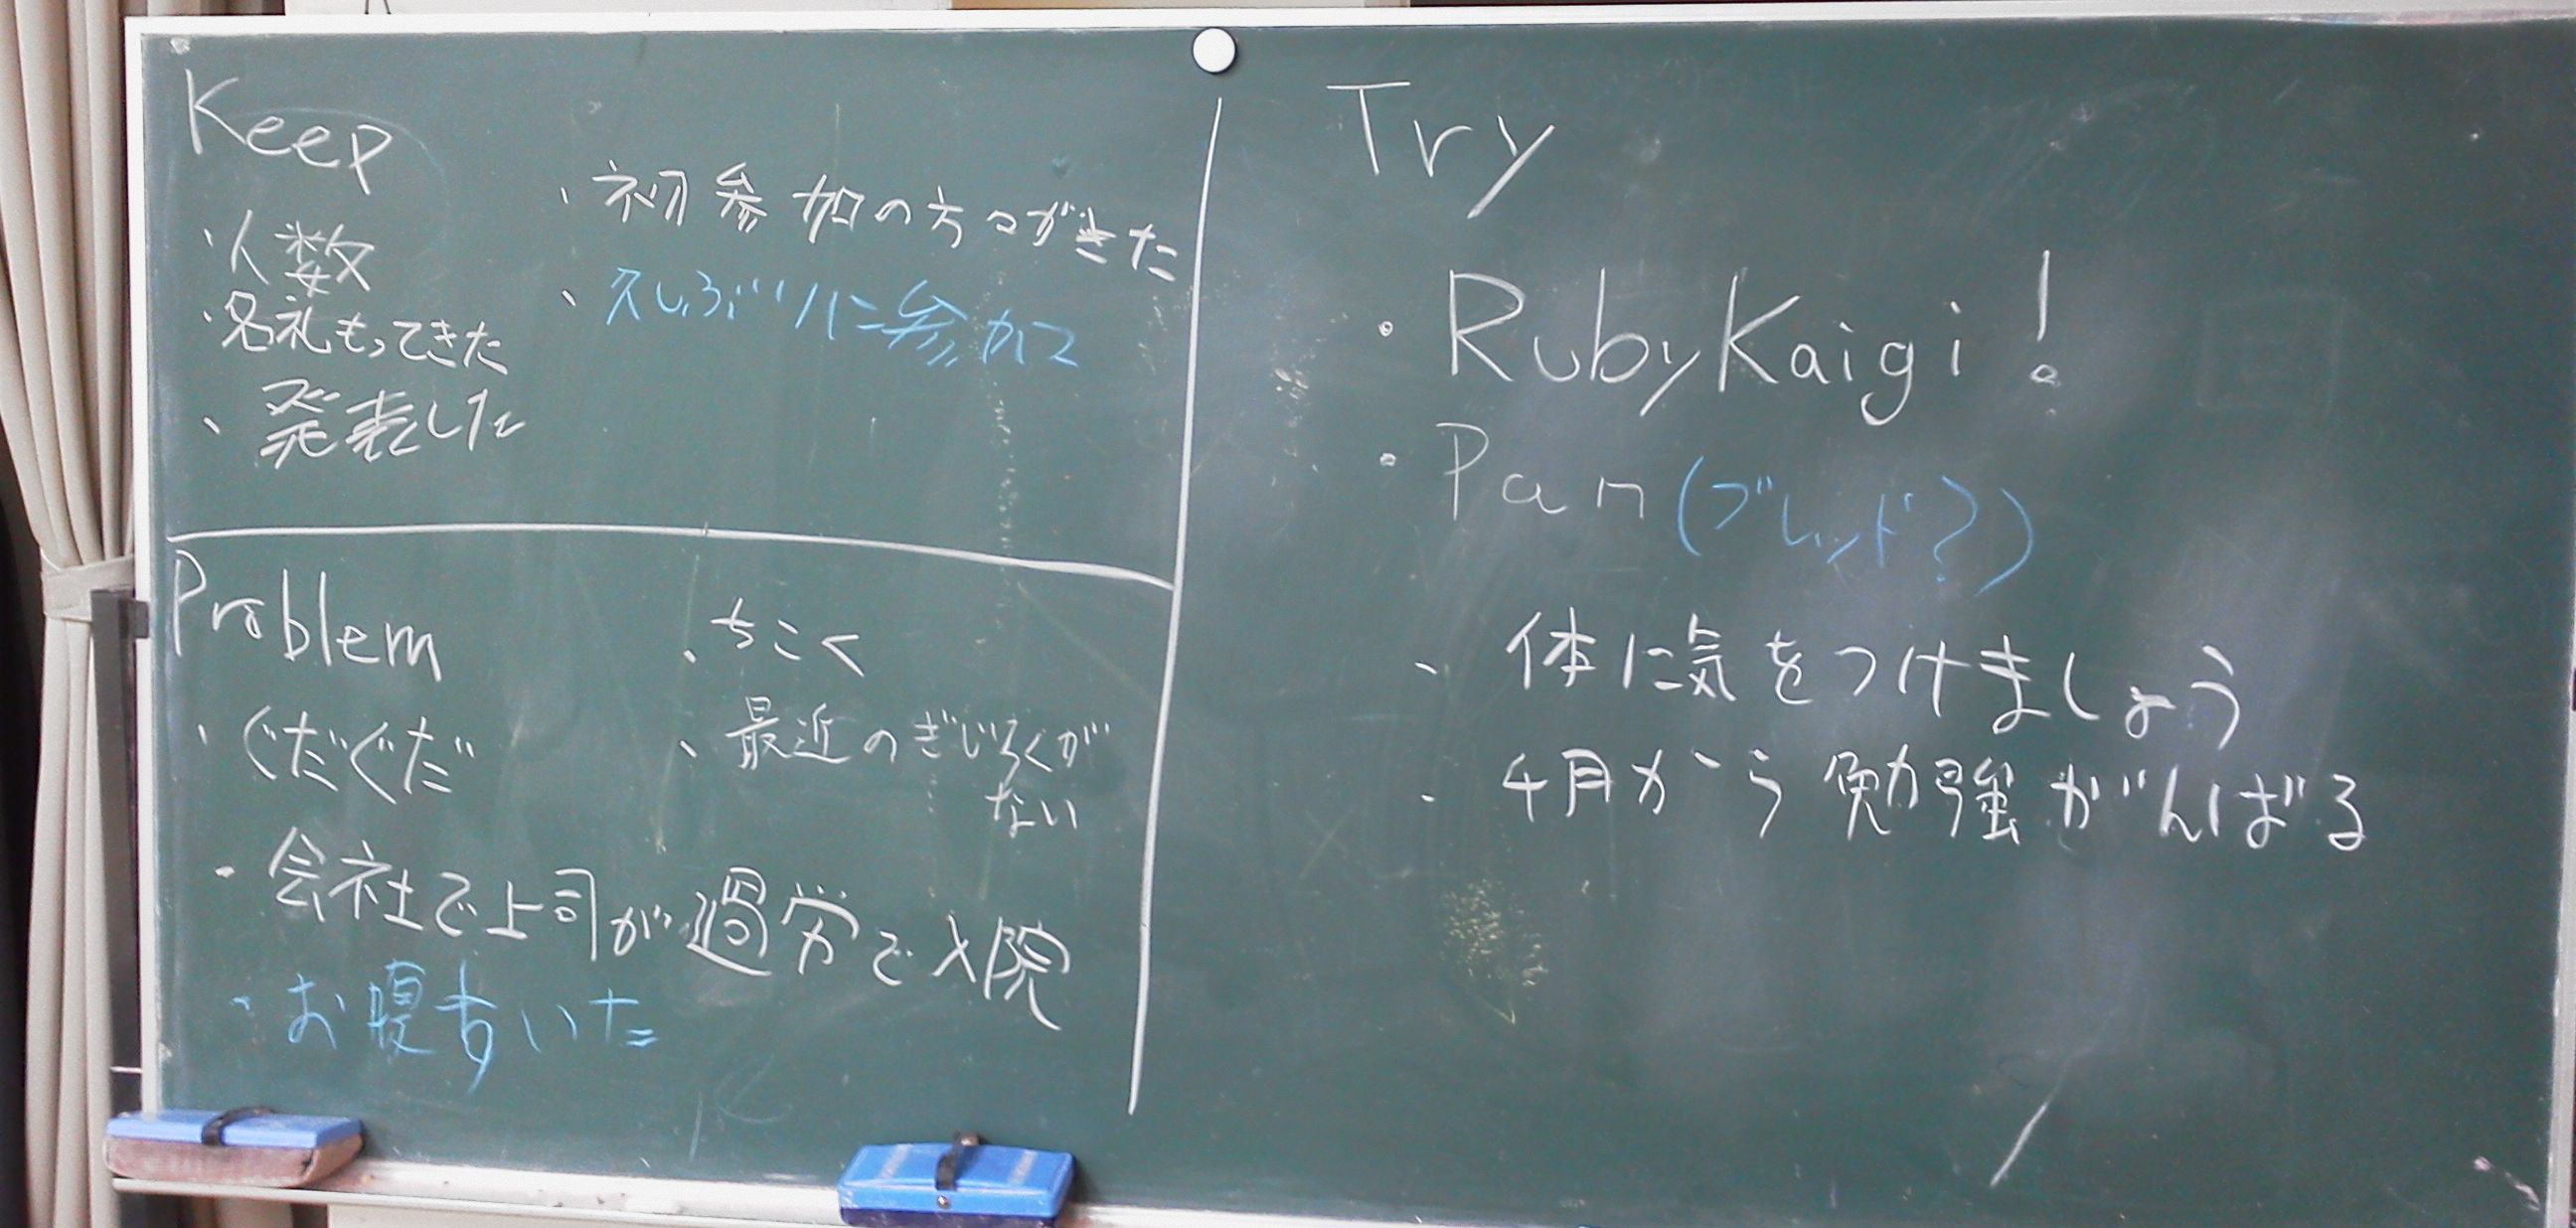 Keep
・人数
・名札もってきた
・発表した
・初参加の方々がきた
・久しぶりに参加
Problem
・ぐだぐだ
・会社で上司が過労で入院
・お腹すいた
・ちこく
・最近のぎじろくが
ない
Try
・RubyKaigi!
・Pan(ブレッド?)
・体に気をつけましょう
・4月から勉強がんばる